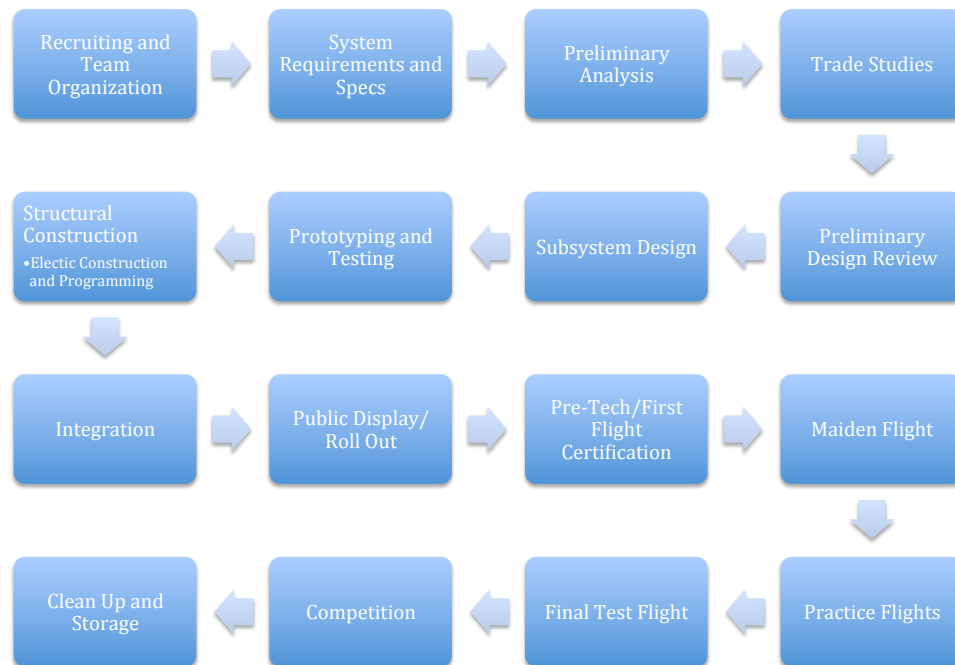 Recruiting and
Team
Organization
System
Requirements and
Specs
Preliminary
Analysis
Trade Studies
Preliminary
Design Review
Subsystem Design
Prototyping and
Testing
Structural
Construction
•Electic Construction
and Programming
Integration
Public Display/
Roll Out
Pre-Tech/First
Flight
Certification
Maiden Flight
Practice Flights
Final Test Flight
Competition
Clean Up and
Storage